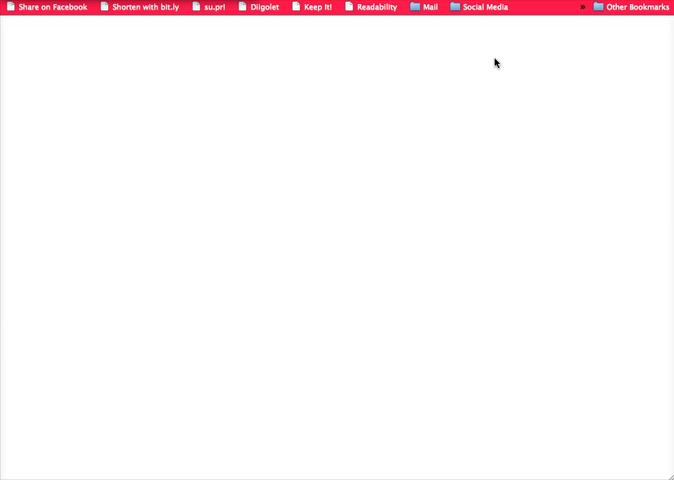 Share on Facebook Shorten with bit.ly su.pr! Diigolet Keep It! Readability Mail Social Media » Other Bookmarks